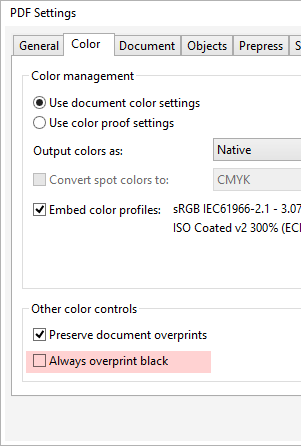 PDF Settings
General Color Document Objects Prepress S
Color management
Use document color settings
Use color proof settings
Output colors as: Native
Convert spot colors to: CMYK
Embed color profiles: sRGB IEC61966-2.1 - 3.07
ISO Coated v2 300% (ECI
Other color controls
Preserve document overprints
Always overprint black